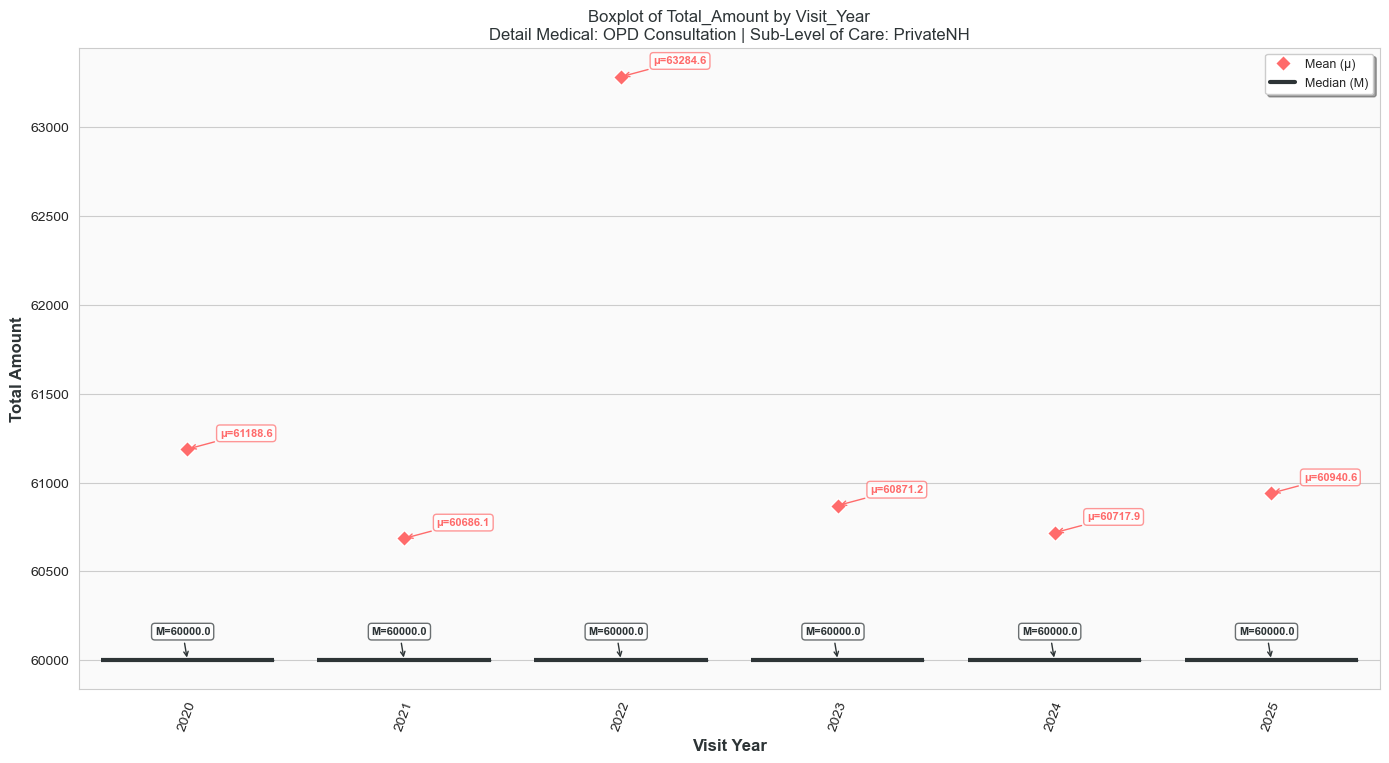 Boxplot of Total_Amount by Visit_Year
Detail Medical: OPD Consultation | Sub-Level of Care: PrivateNH
Mean (μ)
Median (M)
Total Amount
63000
62500
62000
61500
61000
60500
60000
μ=61188.6
μ=60686.1
μ=63284.6
μ=60871.2
μ=60717.9
μ=60940.6
M=60000.0
M=60000.0
M=60000.0
M=60000.0
M=60000.0
M=60000.0
2020
2021
2022
2023
2024
2025
Visit Year